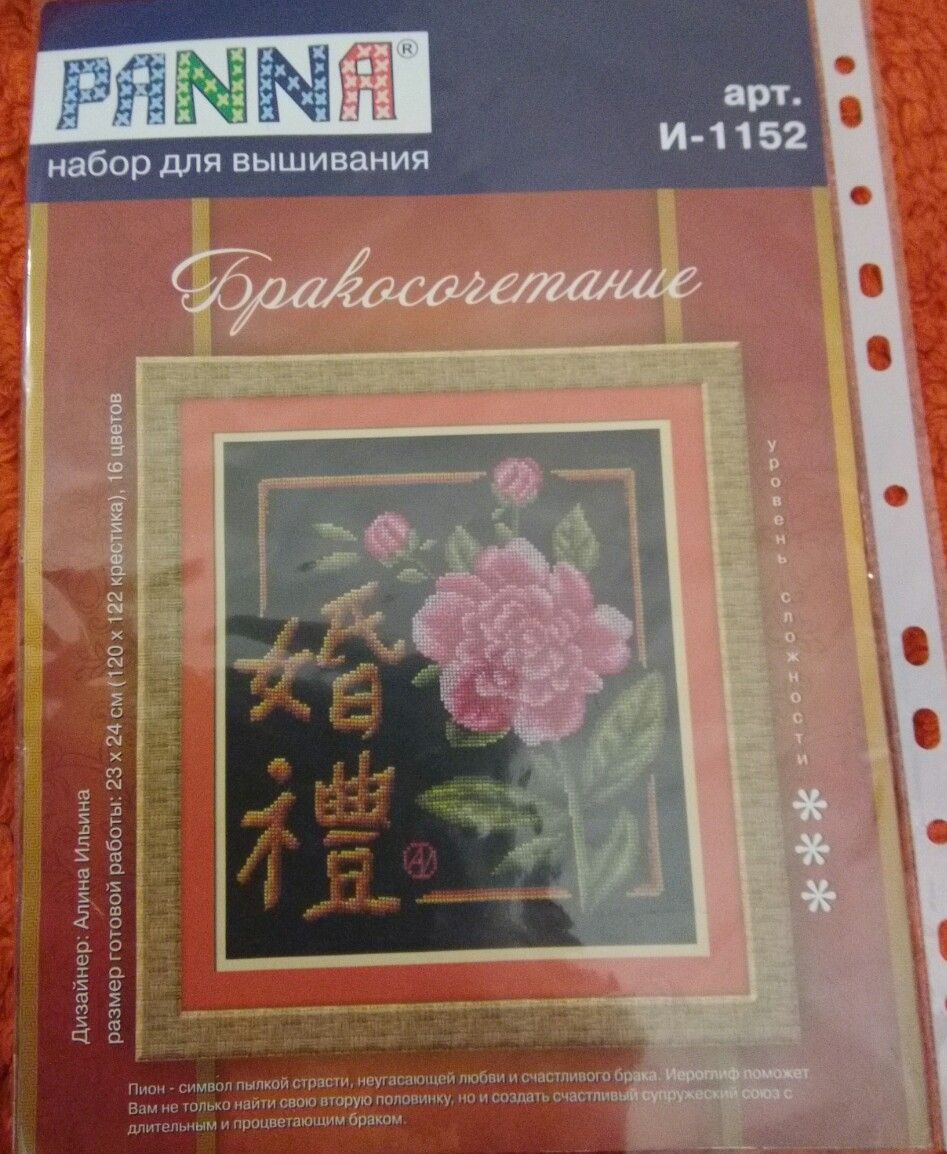 PANNA®
набор для вышивания
арт.
И-1152
Бракосочетание
Дизайнер: Алина Ильина
размер готовой работы: 23 x 24 см (120 x 122 крестика), 16 цветов
уровень сложности
***
婚
禮
Пион - символ пылкой страсти, неугасающей любви и счастливого брака. Иероглиф поможет
Вам не только найти свою вторую половинку, но и создать счастливый супружеский союз с
длительным и процветающим браком.